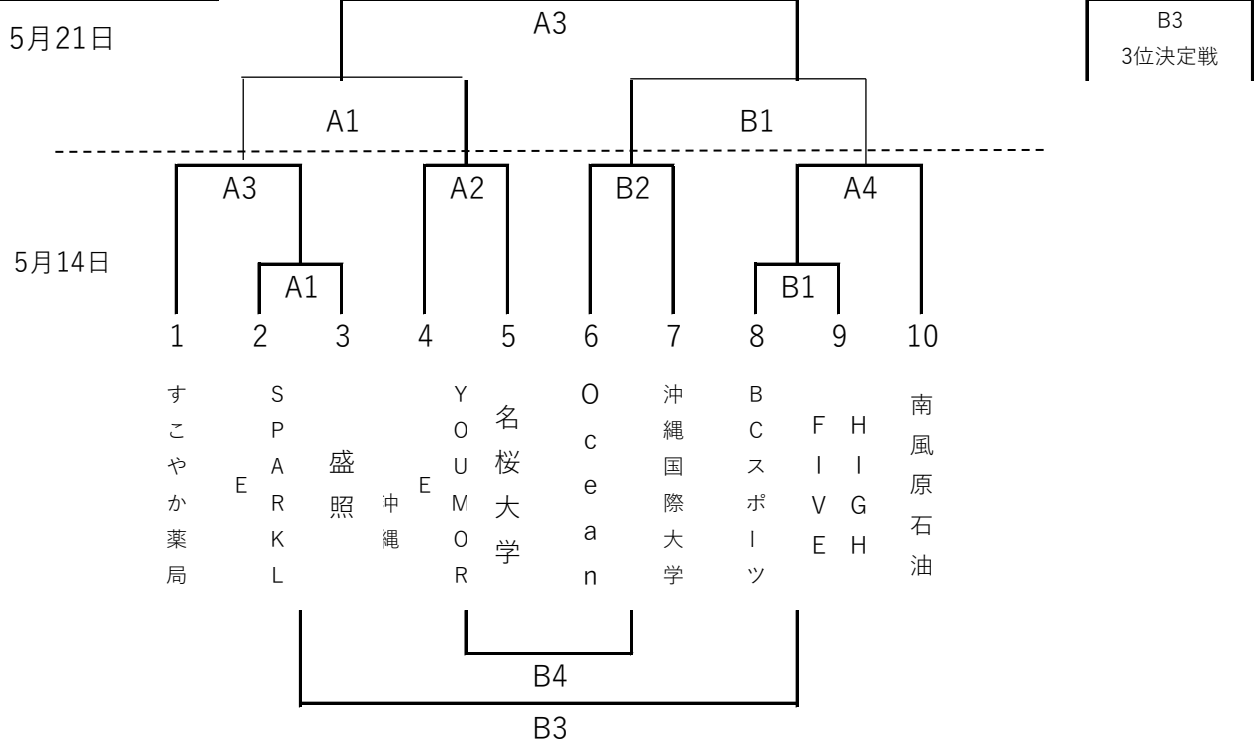 5月21日
A3
B3
3位決定戦
A1
B1
A3
A2
B2
A4
5月14日
A1
B1
1
2
3
4
5
6
7
8
9
10
すこやか薬局
SPARKL
E
盛照
YOUMOR
E
沖縄
名桜大学
Ocean
沖縄国際大学
BCスポーツ
HIGH
FIVE
南風原石油
B4
B3